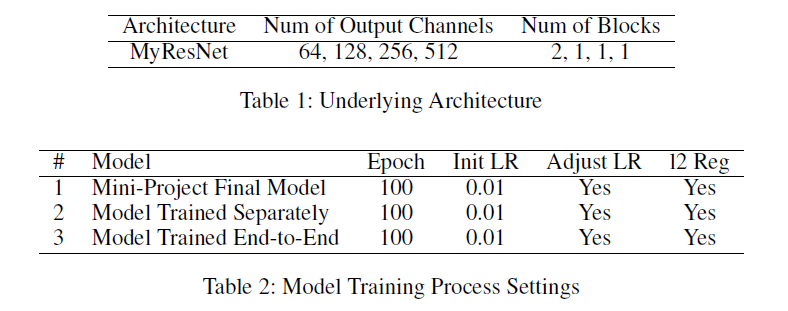 Architecture Num of Output Channels Num of Blocks
MyResNet 64, 128, 256, 512 2, 1, 1, 1
Table 1: Underlying Architecture
# Model Epoch Init LR Adjust LR l2 Reg
1 Mini-Project Final Model 100 0.01 Yes Yes
2 Model Trained Separately 100 0.01 Yes Yes
3 Model Trained End-to-End 100 0.01 Yes Yes
Table 2: Model Training Process Settings